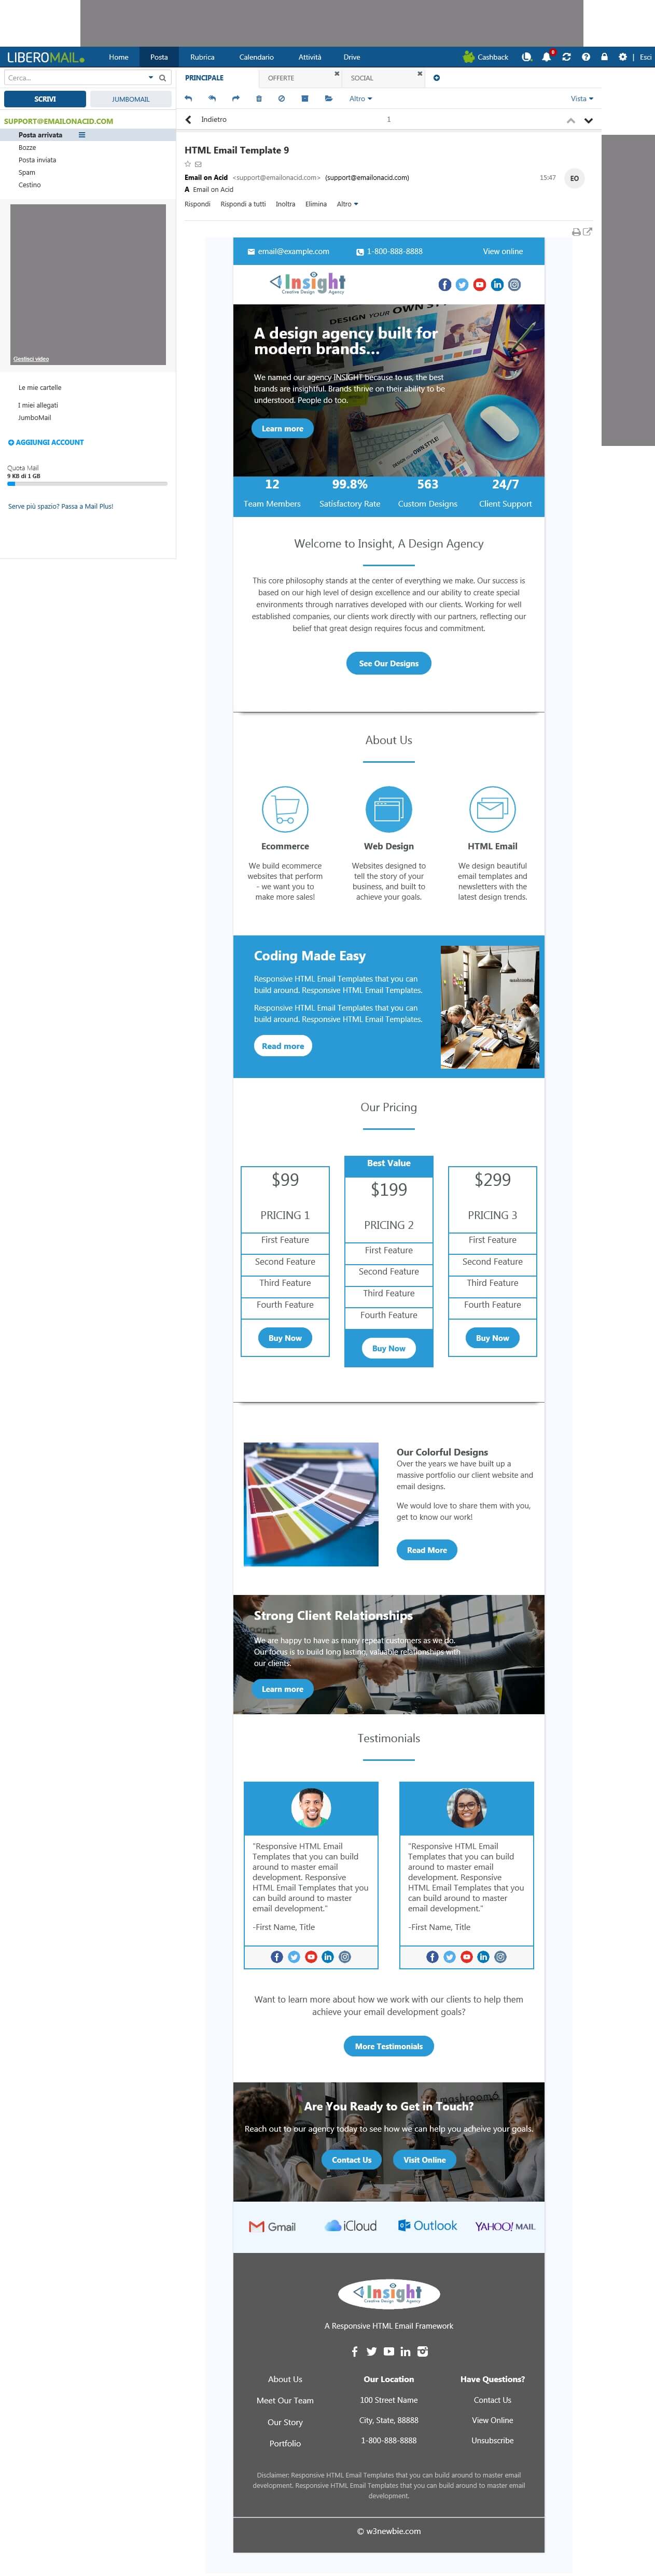 LIBEROMAIL
Home Posta Rubrica Calendario Attività Drive Cashback 8 Esci
Cerca...
PRINCIPALE OFFERTE SOCIAL
SCRIVI JUMBOMAIL
Altro Vista
SUPPORT@EMAILONACID.COM
Indietro 1
Posta arrivata
Bozze
Posta inviata
Spam
Cestino
Gestisci video
Le mie cartelle
I miei allegati
JumboMail
AGGIUNGI ACCOUNT
Quota Mail
9 KB di 1 GB
Serve più spazio? Passa a Mail Plus!
HTML Email Template 9
Email on Acid <support@emailonacid.com> (support@emailonacid.com) 15:47 EO
A Email on Acid
Rispondi Rispondi a tutti Inoltra Elimina Altro
email@example.com 1-800-888-8888 View online
Insight
Creative Design Agency
DESIGN YOUR OWN STYLE
A design agency built for
modern brands...
We named our agency INSIGHT because to us, the best
brands are insightful. Brands thrive on their ability to be
understood. People do too.
Learn more
DESIGN YOUR OWN STYLE!
12 99.8% 563 24/7
Team Members Satisfactory Rate Custom Designs Client Support
Welcome to Insight, A Design Agency
This core philosophy stands at the center of everything we make. Our success is
based on our high level of design excellence and our ability to create special
environments through narratives developed with our clients. Working for well
established companies, our clients work directly with our partners, reflecting our
belief that great design requires focus and commitment.
See Our Designs
About Us
Ecommerce Web Design HTML Email
We build ecommerce
websites that perform
- we want you to
make more sales!
Websites designed to
tell the story of your
business, and built to
achieve your goals.
We design beautiful
email templates and
newsletters with the
latest design trends.
Coding Made Easy
Responsive HTML Email Templates that you can
build around. Responsive HTML Email Templates.
Responsive HTML Email Templates that you can
build around. Responsive HTML Email Templates.
Read more
Our Pricing
$99
PRICING 1
First Feature
Second Feature
Third Feature
Fourth Feature
Buy Now
Best Value
$199
PRICING 2
First Feature
Second Feature
Third Feature
Fourth Feature
Buy Now
$299
PRICING 3
First Feature
Second Feature
Third Feature
Fourth Feature
Buy Now
Our Colorful Designs
Over the years we have built up a
massive portfolio our client website and
email designs.
We would love to share them with you,
get to know our work!
Read More
Strong Client Relationships
We are happy to have as many repeat customers as we do.
Our focus is to build long lasting, valuable relationships with
our clients.
Learn more
Testimonials
"Responsive HTML Email
Templates that you can build
around to master email
development. Responsive
HTML Email Templates that you
can build around to master
email development."
-First Name, Title
"Responsive HTML Email
Templates that you can build
around to master email
development. Responsive
HTML Email Templates that you
can build around to master
email development."
-First Name, Title
Want to learn more about how we work with our clients to help them
achieve your email development goals?
More Testimonials
Are You Ready to Get in Touch?
Reach out to our agency today to see how we can help you acheive your goals.
Contact Us Visit Online
Gmail iCloud Outlook YAHOO! MAIL
Insight
Creative Design Agency
A Responsive HTML Email Framework
About Us
Meet Our Team
Our Story
Portfolio
Our Location
100 Street Name
City, State, 88888
1-800-888-8888
Have Questions?
Contact Us
View Online
Unsubscribe
Disclaimer: Responsive HTML Email Templates that you can build around to master email
development. Responsive HTML Email Templates that you can build around to master email
development.
© w3newbie.com